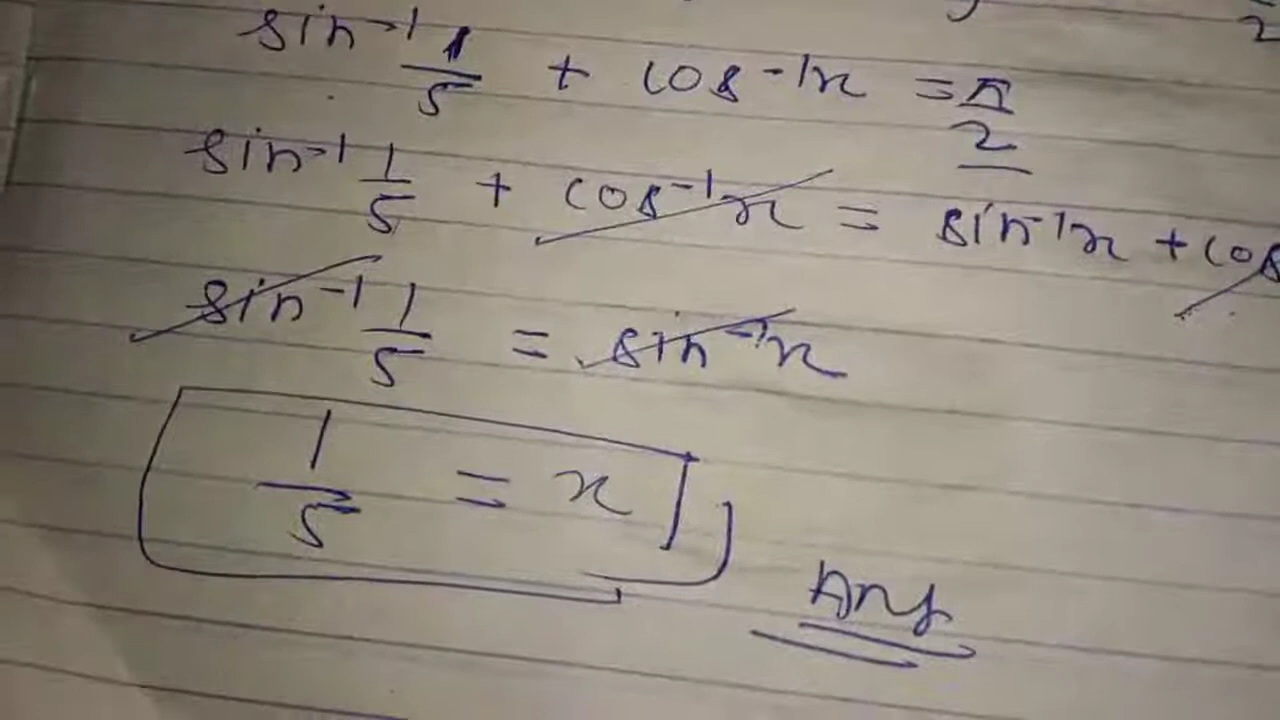 sin⁻¹ 1/5 + cos⁻¹x = π/2
sin⁻¹ 1/5 + cos⁻¹x = sin⁻¹x + cos
sin⁻¹ 1/5 = sin⁻¹x
1/5 = x
Ans